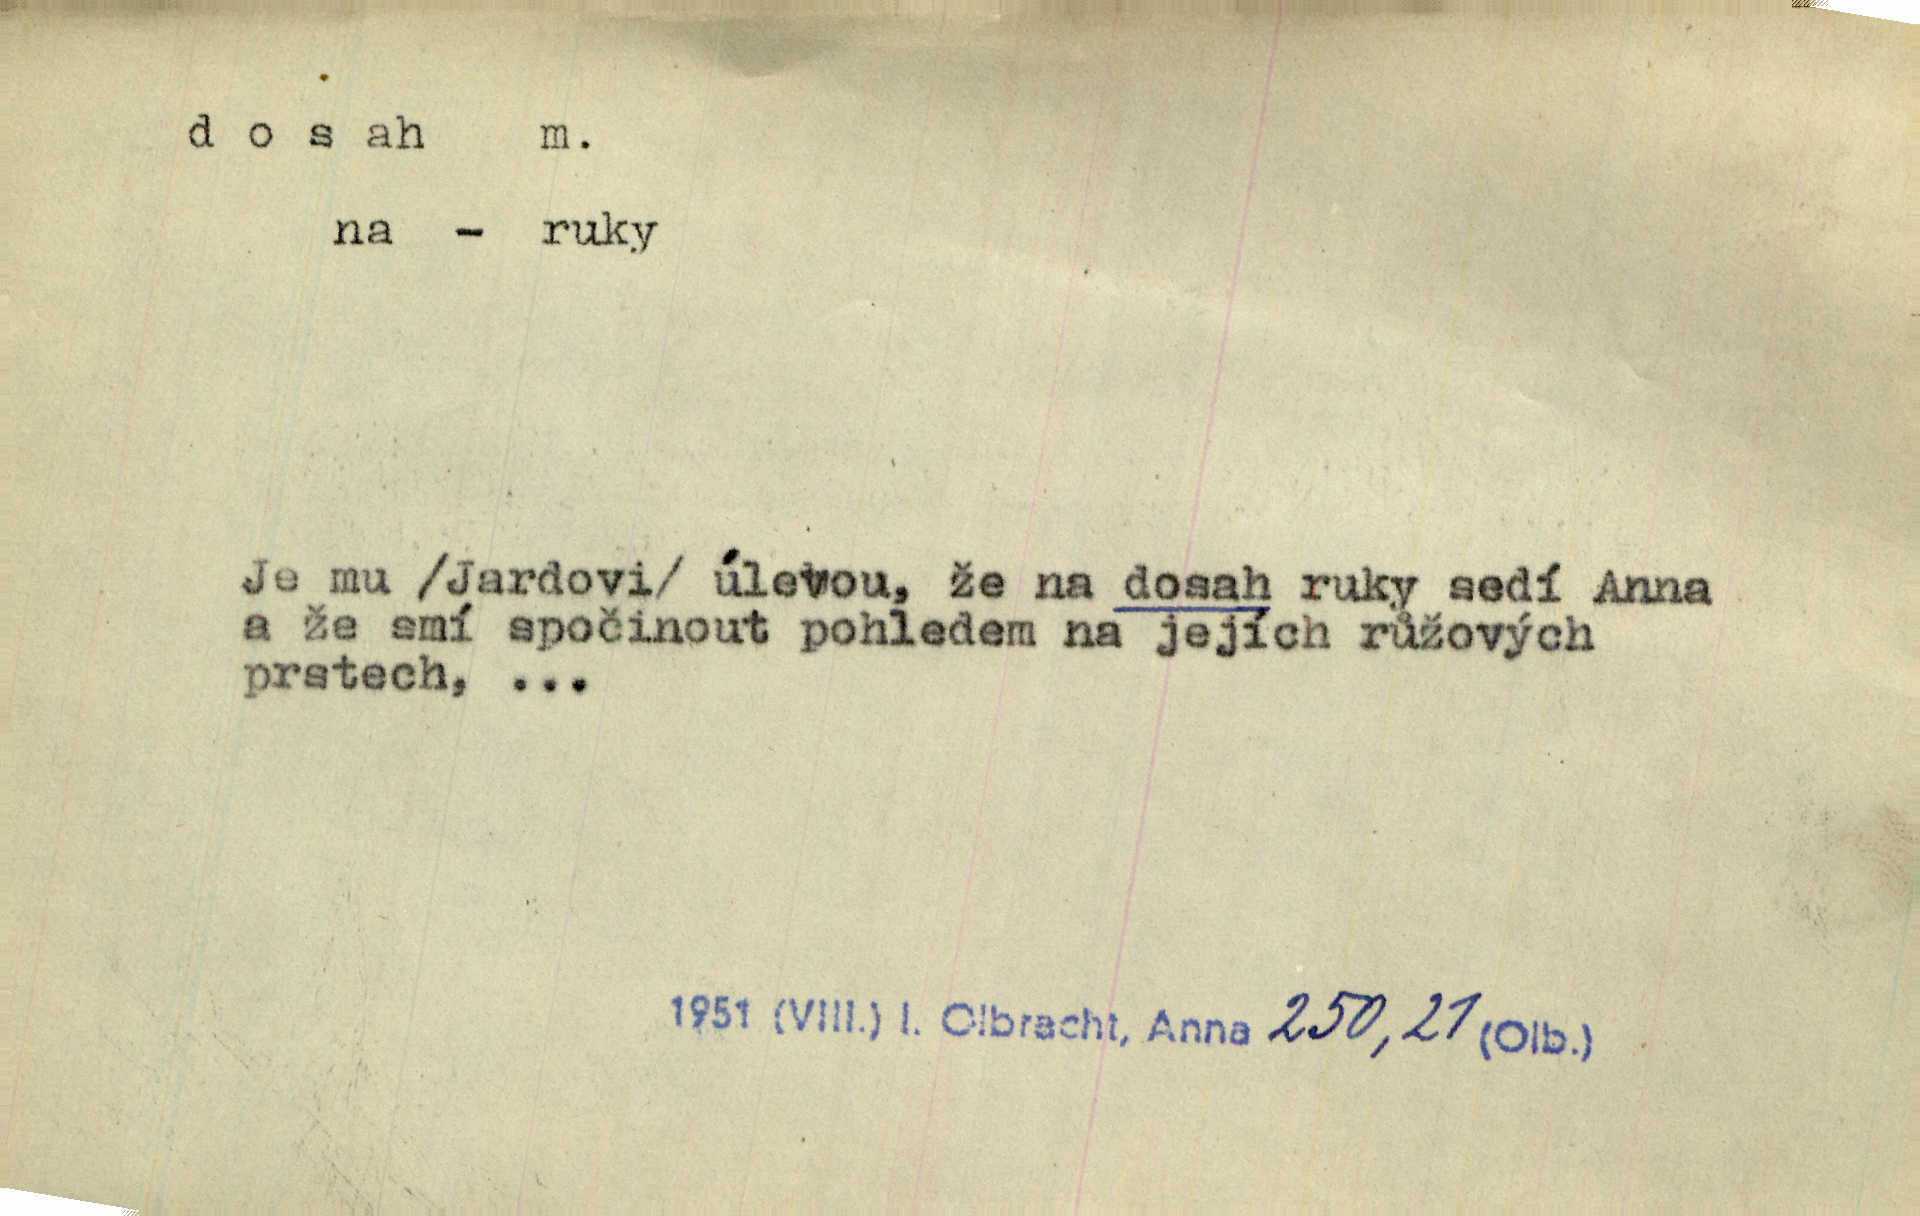 d o s ah m.
na - ruky
Je mu /Jardovi/ úlevou, že na dosah ruky sedí Anna
a že smí spočinout pohledem na jejích růžových
prstech, ...
1951 (VIII.) I. Olbracht, Anna 250,21 (Olb.)